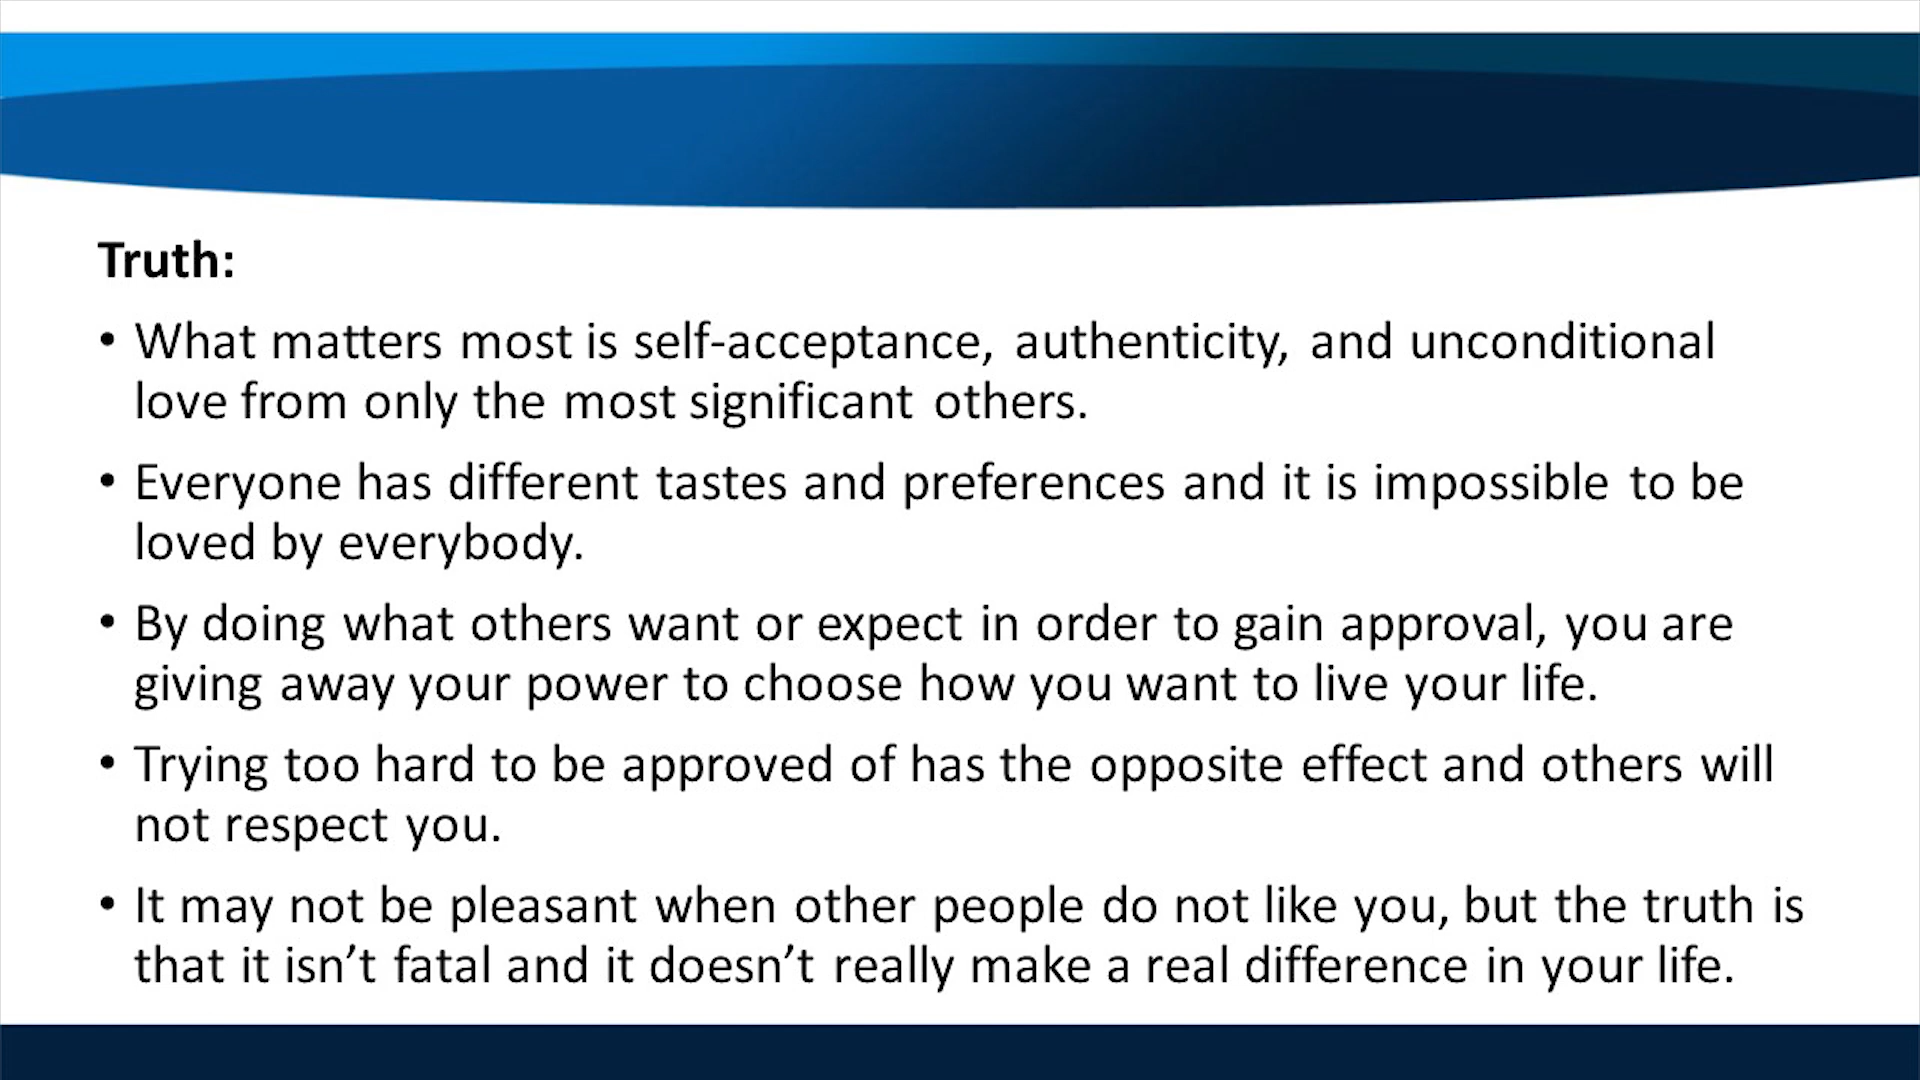 Truth:
• What matters most is self-acceptance, authenticity, and unconditional
love from only the most significant others.
• Everyone has different tastes and preferences and it is impossible to be
loved by everybody.
• By doing what others want or expect in order to gain approval, you are
giving away your power to choose how you want to live your life.
• Trying too hard to be approved of has the opposite effect and others will
not respect you.
• It may not be pleasant when other people do not like you, but the truth is
that it isn’t fatal and it doesn’t really make a real difference in your life.